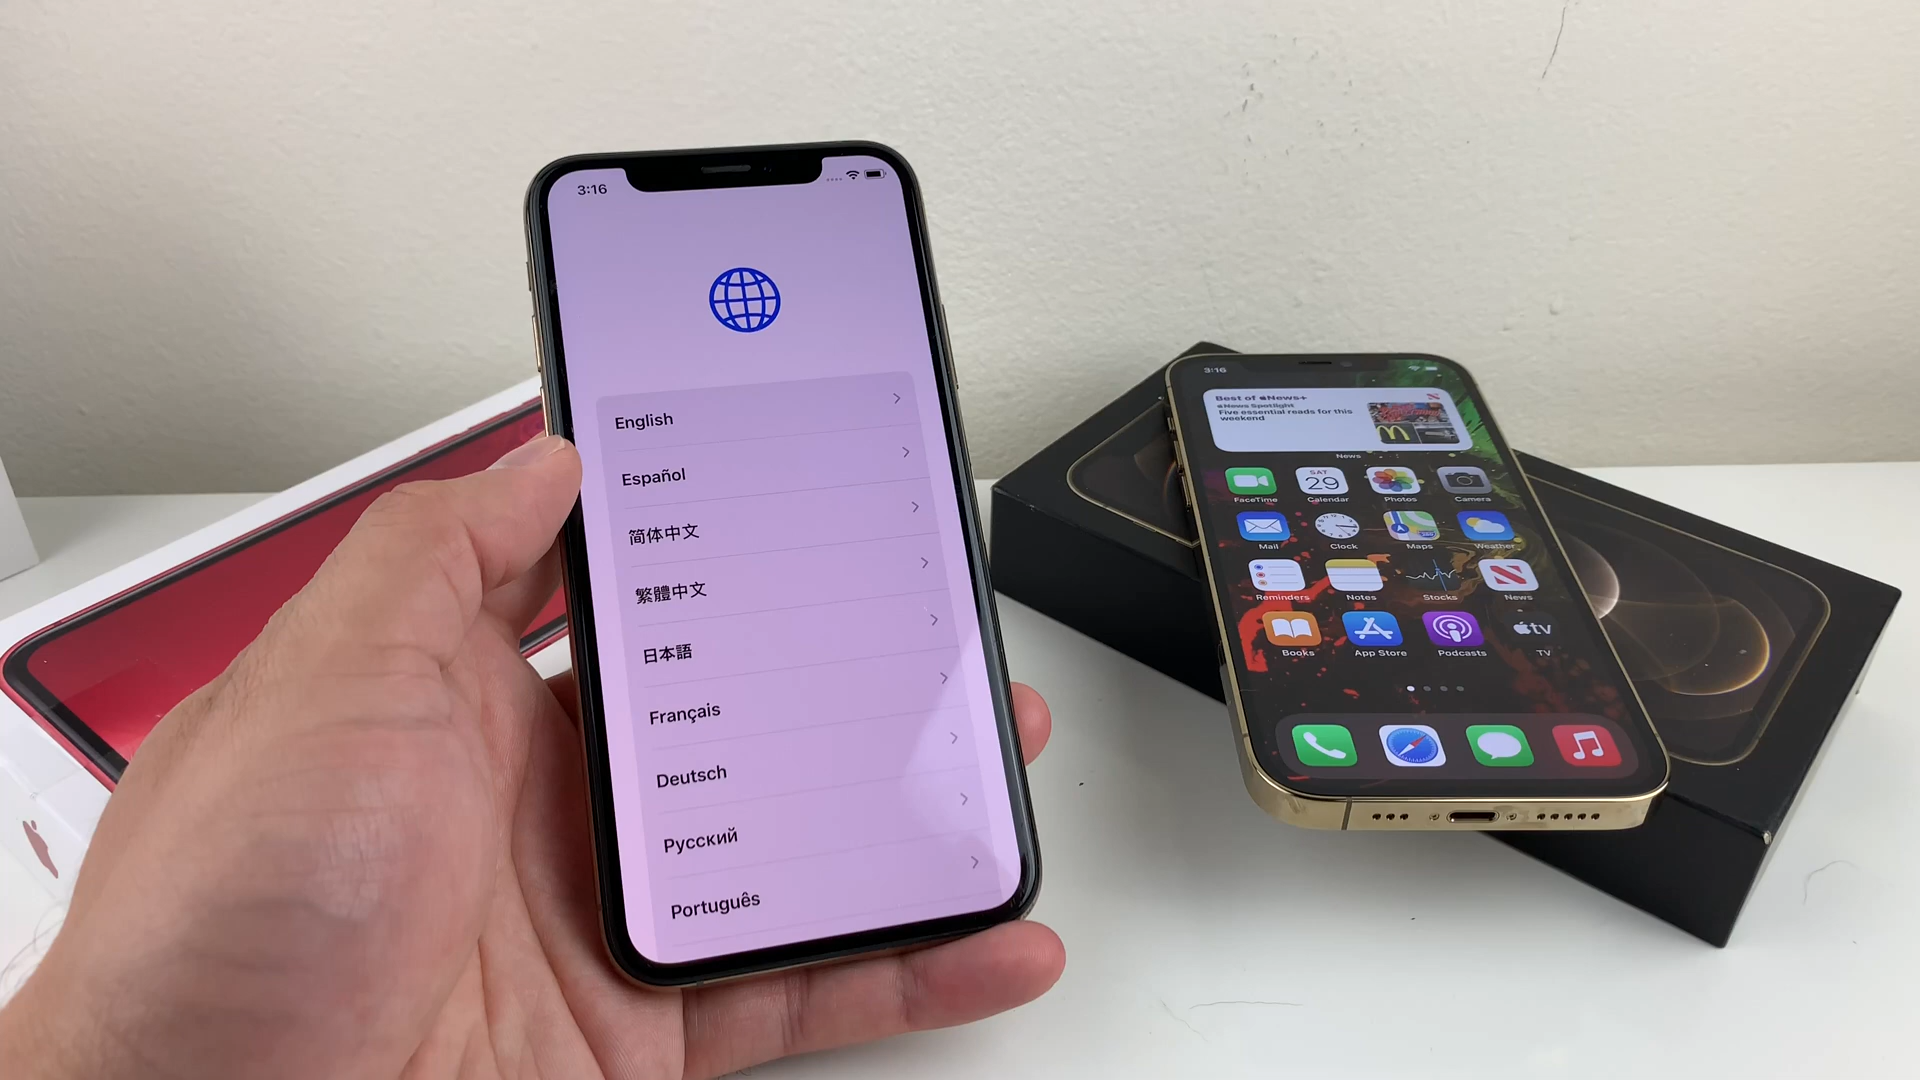 3:16
English
Español
简体中文
繁體中文
日本語
Français
Deutsch
Русский
Português
3:16
Best of News+
News Spotlight
Five essential reads for this
weekend
News
SAT
29
FaceTime
Calendar
Photos
Camera
Mail
Clock
Maps
Weather
Reminders
Notes
Stocks
News
tv
Books
App Store
Podcasts
TV